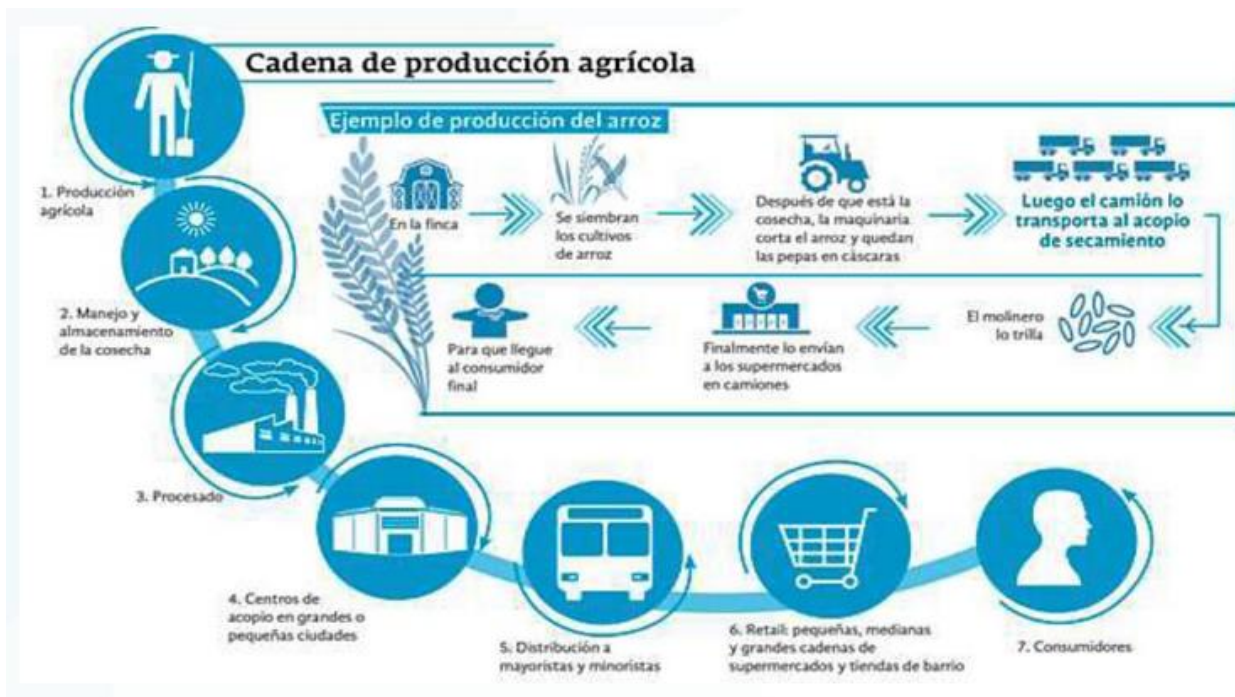 Cadena de producción agrícola
Ejemplo de producción del arroz
En la finca
Se siembran
los cultivos
de arroz
Después de que está la
cosecha, la maquinaria
corta el arroz y quedan
las pepas en cáscaras
Luego el camión lo
transporta al acopio
de secamiento
El molinero
lo trilla
Finalmente lo envían
a los supermercados
en camiones
Para que llegue
al consumidor
final
1. Producción
agrícola
2. Manejo y
almacenamiento
de la cosecha
3. Procesado
4. Centros de
acopio en grandes o
pequeñas ciudades
5. Distribución a
mayoristas y minoristas
6. Retail: pequeñas, medianas
y grandes cadenas de
supermercados y tiendas de barrio
7. Consumidores